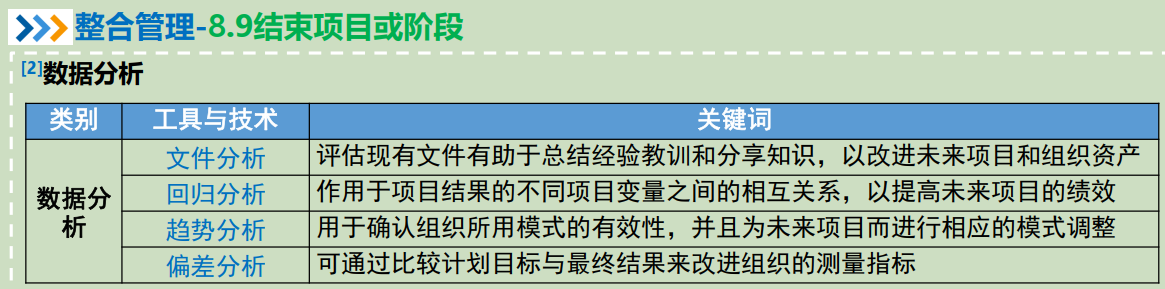 整合管理-8.9结束项目或阶段
[2]数据分析
类别 工具与技术 关键词
数据分析
文件分析 评估现有文件有助于总结经验教训和分享知识，以改进未来项目和组织资产
回归分析 作用于项目结果的不同项目变量之间的相互关系，以提高未来项目的绩效
趋势分析 用于确认组织所用模式的有效性，并且为未来项目而进行相应的模式调整
偏差分析 可通过比较计划目标与最终结果来改进组织的测量指标